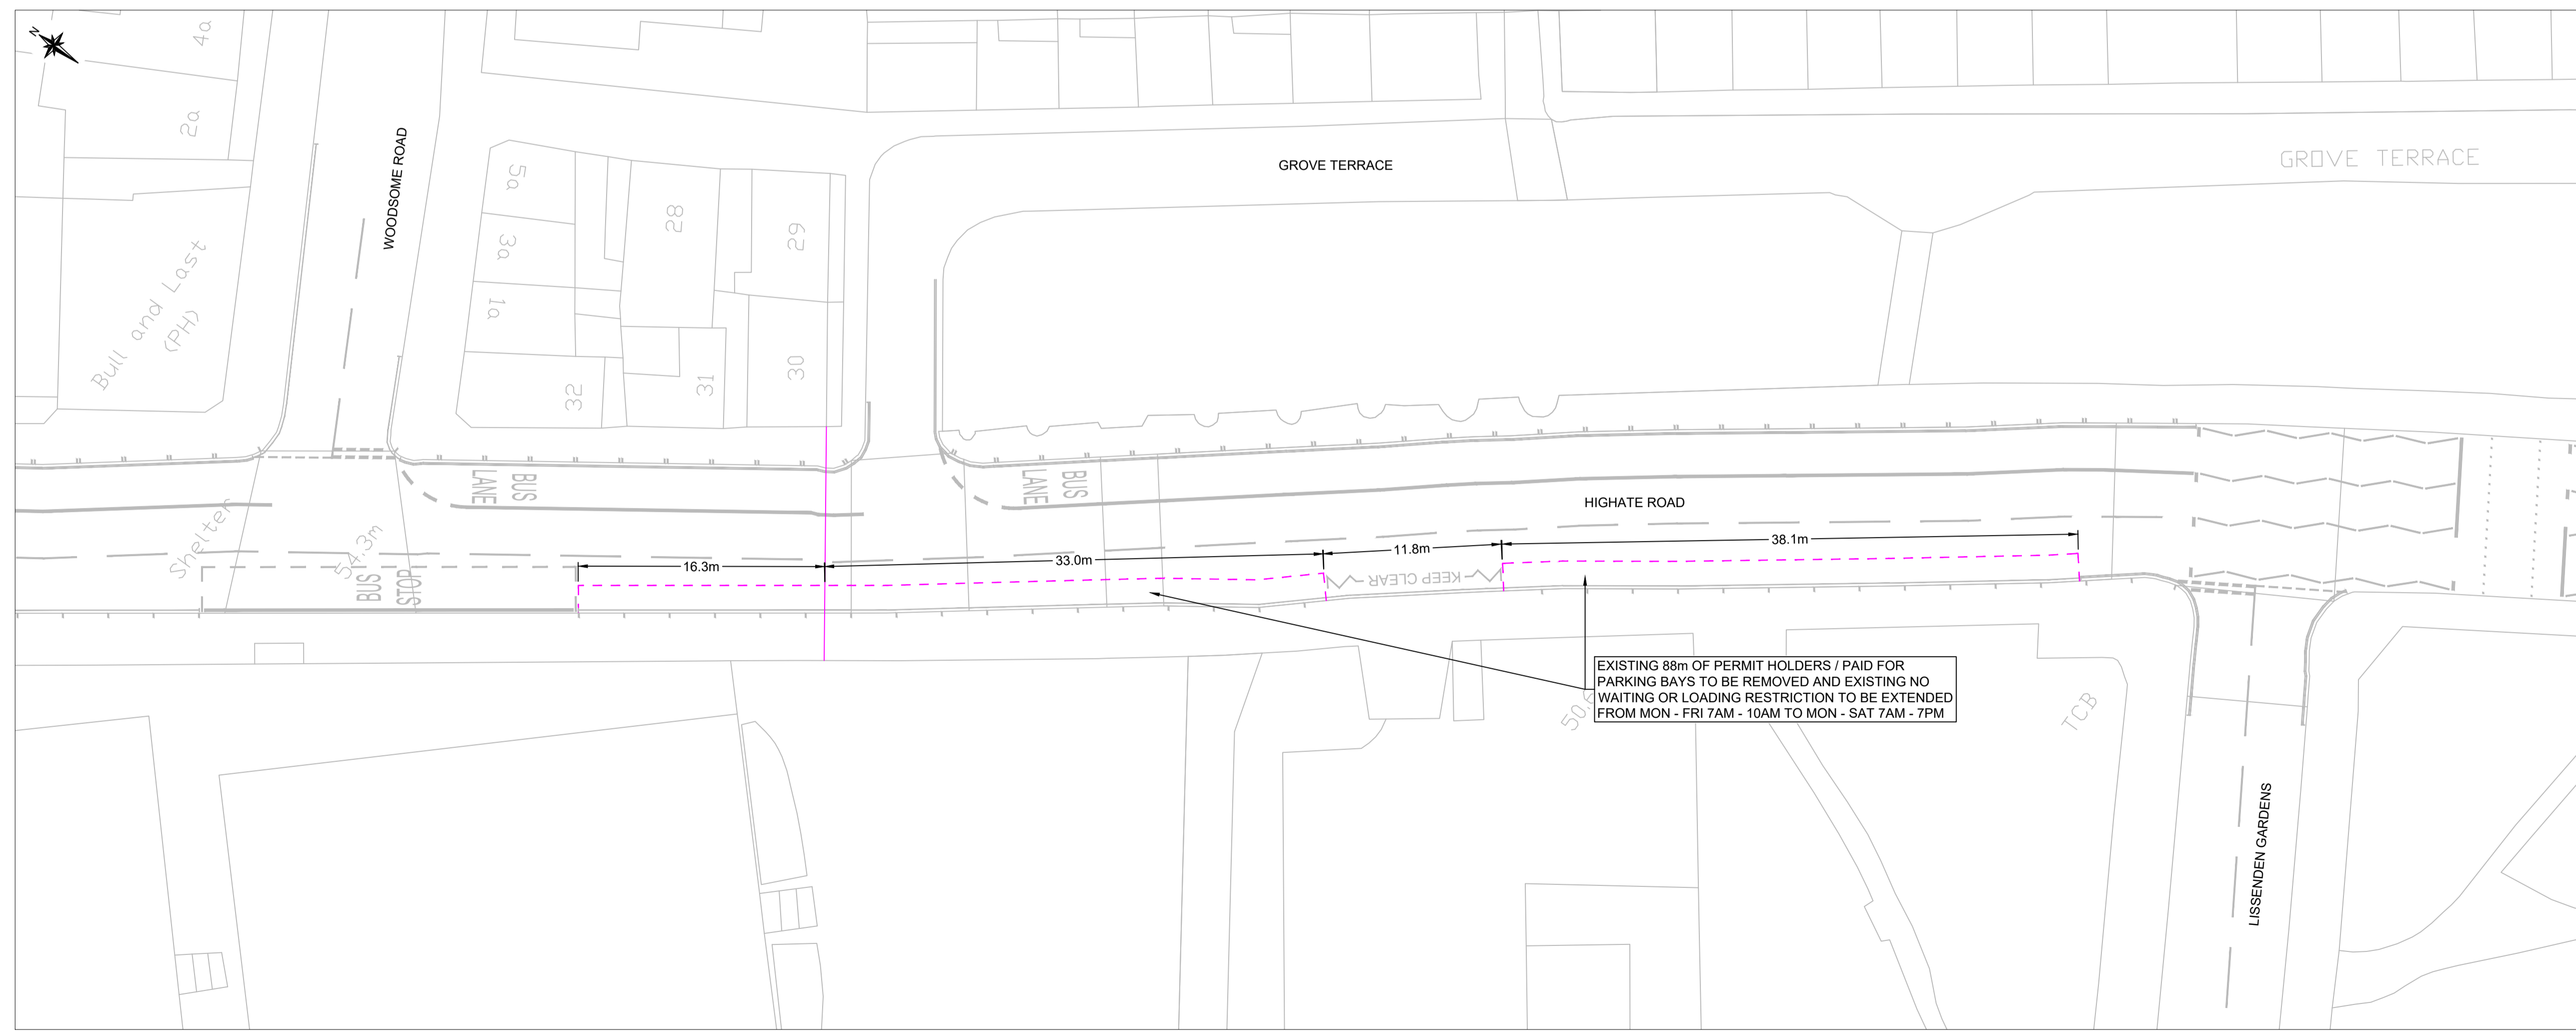 N
4a
2a
WOODSOME ROAD
5a
3a
1a
28
29
30
31
32
Bull and Last
(PH)
GROVE TERRACE
GROVE TERRACE
BUS
LANE
BUS
LANE
HIGHATE ROAD
Shelter
54.3m
BUS
STOP
16.3m
33.0m
11.8m
38.1m
KEEP CLEAR
EXISTING 88m OF PERMIT HOLDERS / PAID FOR
PARKING BAYS TO BE REMOVED AND EXISTING NO
WAITING OR LOADING RESTRICTION TO BE EXTENDED
FROM MON - FRI 7AM - 10AM TO MON - SAT 7AM - 7PM
TCB
LISSENDEN GARDENS